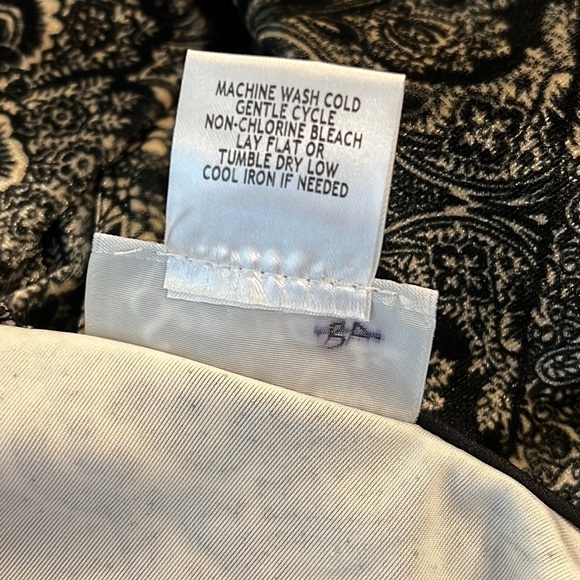 MACHINE WASH COLD
GENTLE CYCLE
NON-CHLORINE BLEACH
LAY FLAT OR
TUMBLE DRY LOW
COOL IRON IF NEEDED